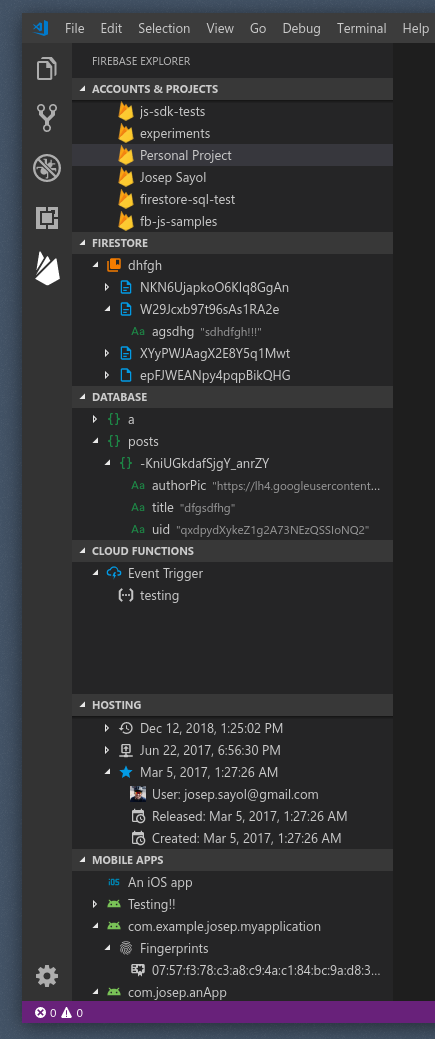 File Edit Selection View Go Debug Terminal Help
FIREBASE EXPLORER
ACCOUNTS & PROJECTS
js-sdk-tests
experiments
Personal Project
Josep Sayol
firestore-sql-test
fb-js-samples
FIRESTORE
dhfgh
NKN6UjapkoO6KIq8GgAn
W29Jcxb97t96sAs1RA2e
Aa agsdhg "sdhdfgh!!!"
XYyPWJAagX2E8Y5q1Mwt
epFJWEANpy4pqpBikQHG
DATABASE
{} a
{} posts
{} -KniUGkdafSjgY_anrZY
Aa authorPic "https://lh4.googleusercontent...
Aa title "dfgsdfhg"
Aa uid "qxdpydXykeZ1g2A73NEzQSSIoNQ2"
CLOUD FUNCTIONS
Event Trigger
testing
HOSTING
Dec 12, 2018, 1:25:02 PM
Jun 22, 2017, 6:56:30 PM
Mar 5, 2017, 1:27:26 AM
User: josep.sayol@gmail.com
Released: Mar 5, 2017, 1:27:26 AM
Created: Mar 5, 2017, 1:27:26 AM
MOBILE APPS
iOS An iOS app
Testing!!
com.example.josep.myapplication
Fingerprints
07:57:f3:78:c3:a8:c9:4a:c1:84:bc:9a:d8:3...
com.josep.anApp
0 0